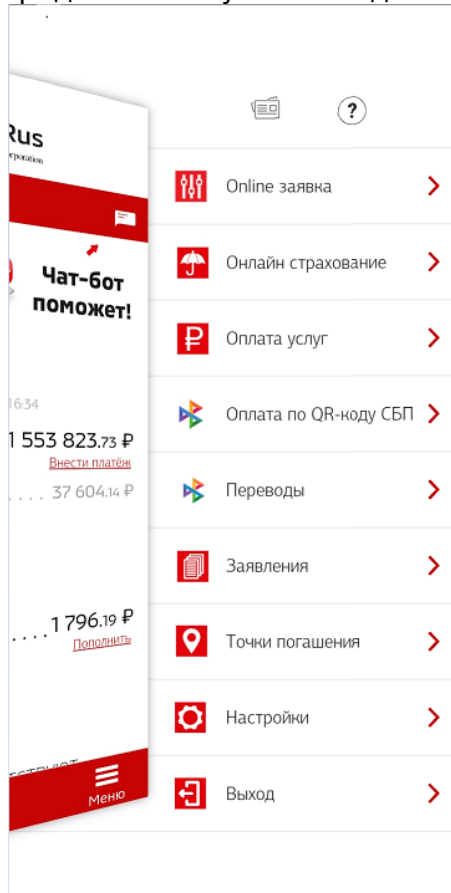 Rus
?
Online заявка
Онлайн страхование
Чат-бот
поможет!
Оплата услуг
16:34
Оплата по QR-коду СБП
1 553 823.73 ₽
Внести платёж
37 604.14 ₽
Переводы
Заявления
1 796.19 ₽
Пополнить
Точки погашения
Настройки
Меню
Выход